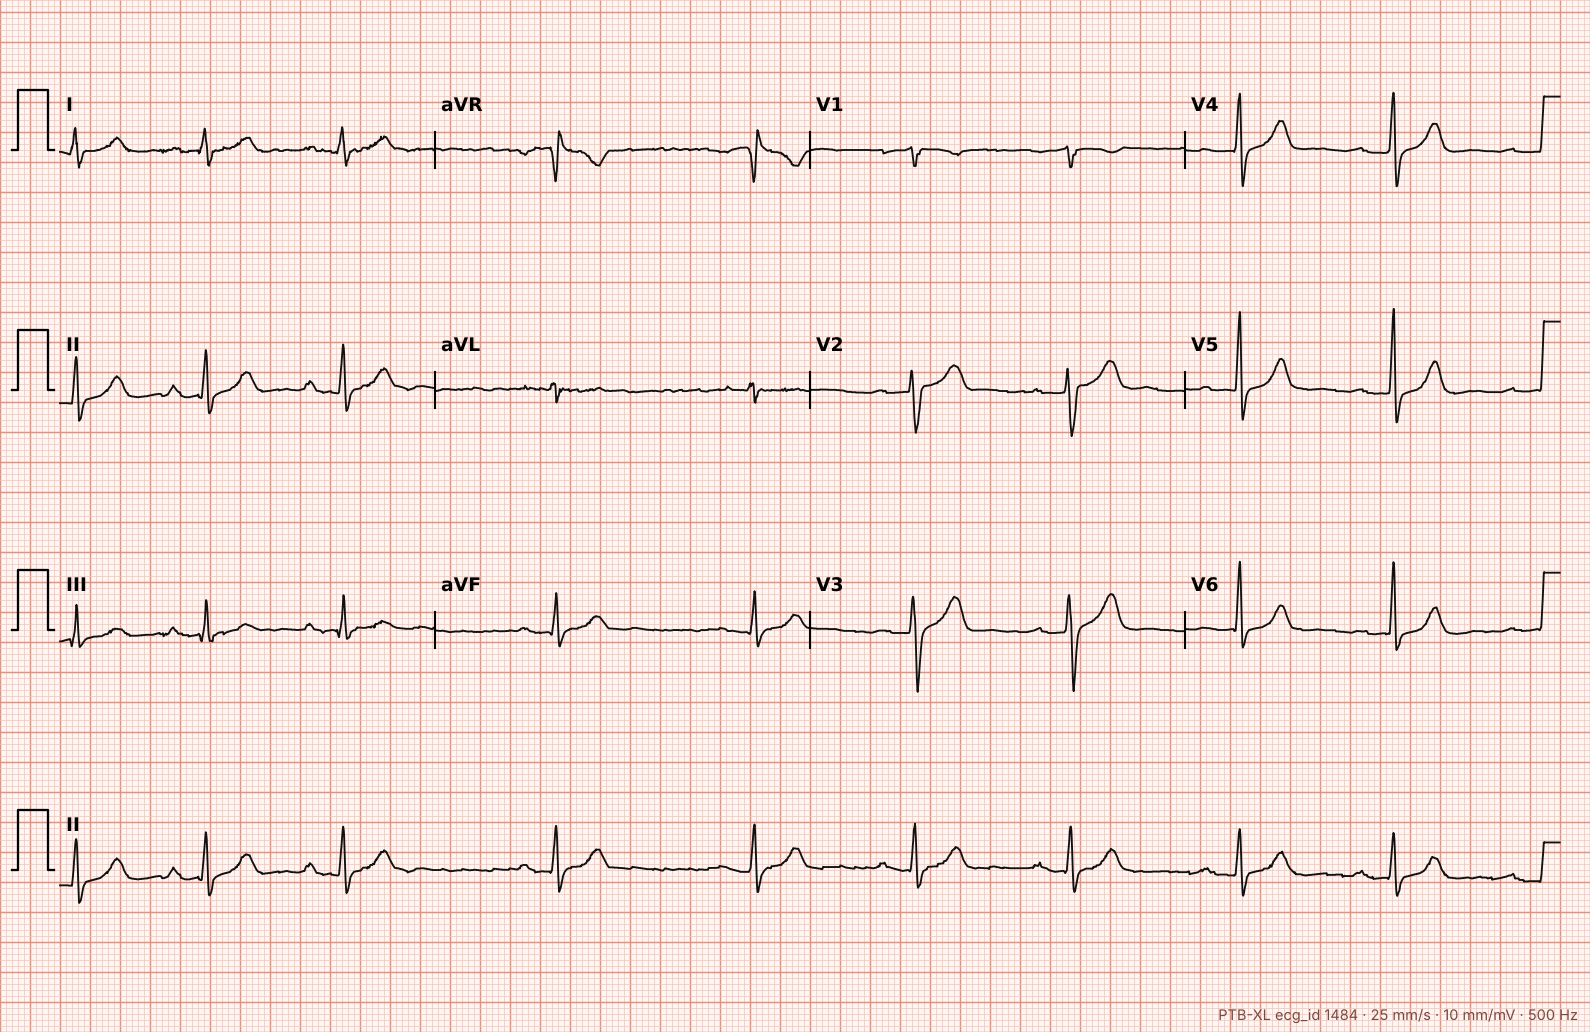 I aVR V1 V4
II aVL V2 V5
III aVF V3 V6
II
PTB-XL ecg_id 1484 · 25 mm/s · 10 mm/mV · 500 Hz